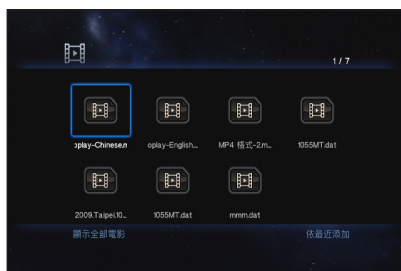 1 / 7
oplay-Chinese.m
oplay-English...
MP4 格式-2.m...
1055MT.dat
2009.Taipei.10...
1055MT.dat
mmm.dat
顯示全部電影
依最近添加